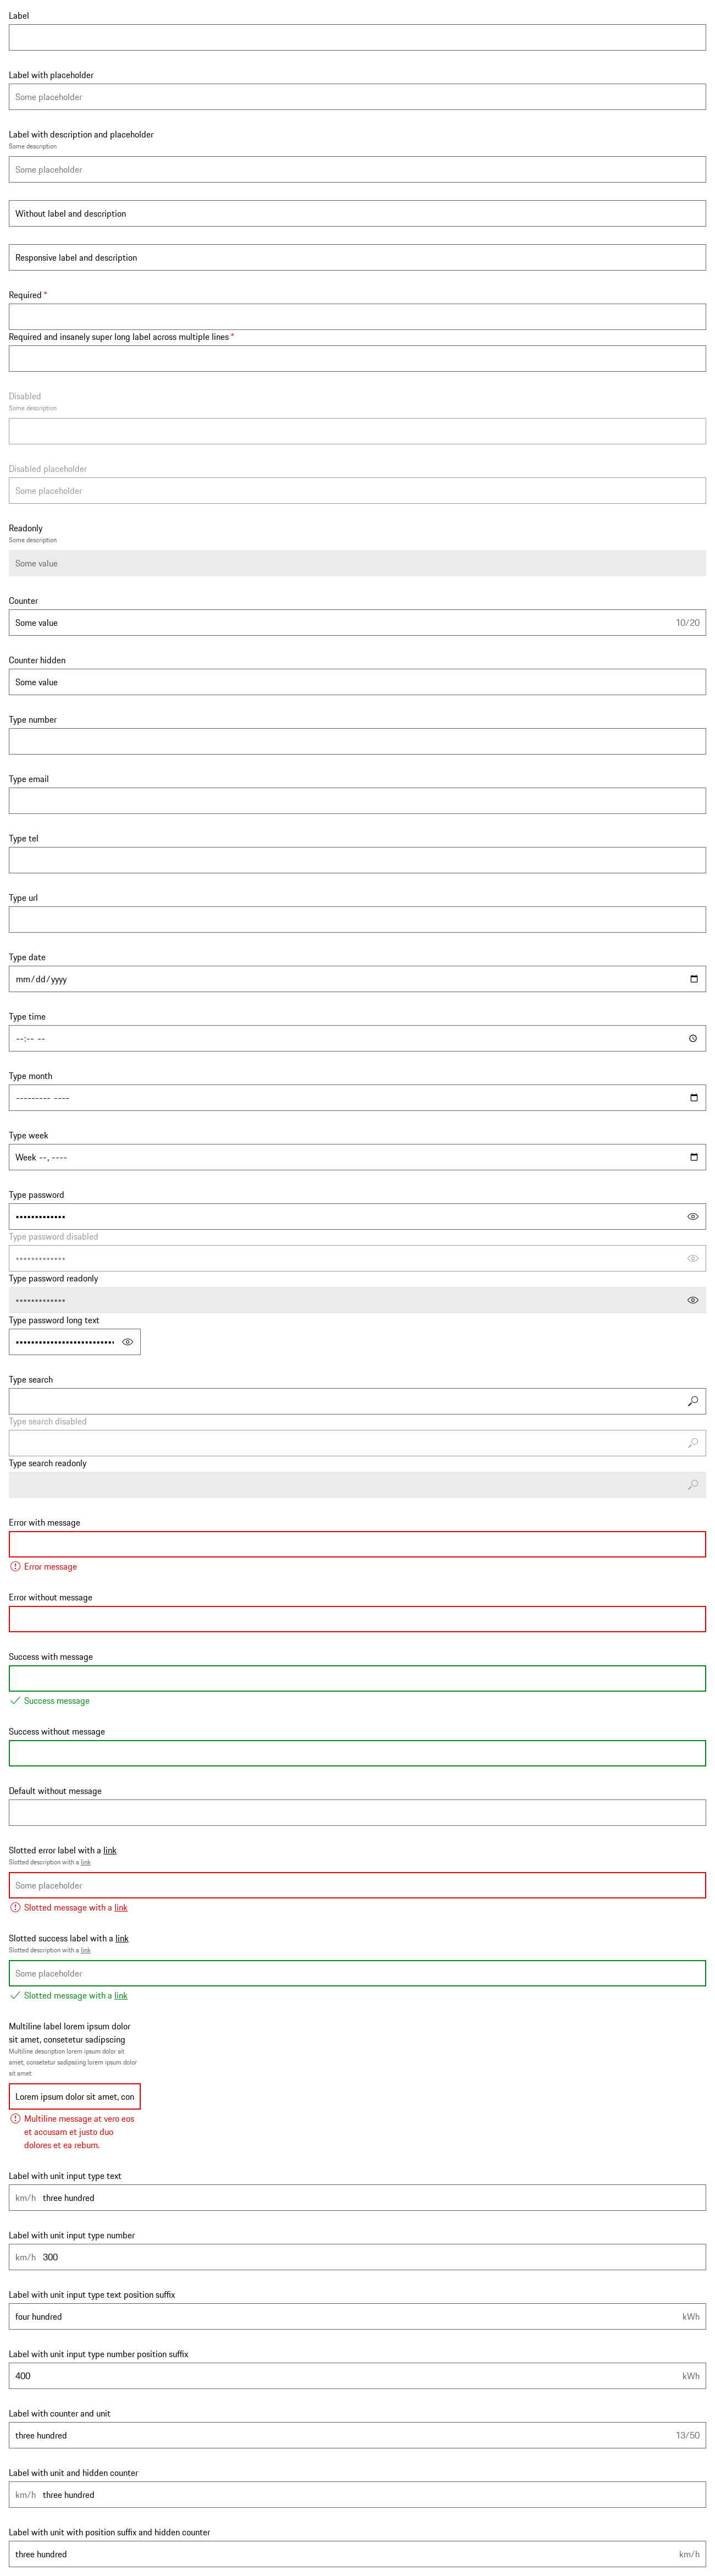 Label
Label with placeholder
Some placeholder
Label with description and placeholder
Some description
Some placeholder
Without label and description
Responsive label and description
Required *
Required and insanely super long label across multiple lines *
Disabled
Some description
Disabled placeholder
Some placeholder
Readonly
Some description
Some value
Counter
Some value 10/20
Counter hidden
Some value
Type number
Type email
Type tel
Type url
Type date
mm/dd/yyyy
Type time
--:-- --
Type month
--------- ----
Type week
Week --, ----
Type password
•••••••••••••
Type password disabled
•••••••••••••
Type password readonly
•••••••••••••
Type password long text
••••••••••••••••••••••••••
Type search
Type search disabled
Type search readonly
Error with message
Error message
Error without message
Success with message
Success message
Success without message
Default without message
Slotted error label with a link
Slotted description with a link
Some placeholder
Slotted message with a link
Slotted success label with a link
Slotted description with a link
Some placeholder
Slotted message with a link
Multiline label lorem ipsum dolor
sit amet, consetetur sadipscing
Multiline description lorem ipsum dolor sit
amet, consetetur sadipscing lorem ipsum dolor
sit amet
Lorem ipsum dolor sit amet, con
Multiline message at vero eos
et accusam et justo duo
dolores et ea rebum.
Label with unit input type text
km/h three hundred
Label with unit input type number
km/h 300
Label with unit input type text position suffix
four hundred kWh
Label with unit input type number position suffix
400 kWh
Label with counter and unit
three hundred 13/50
Label with unit and hidden counter
km/h three hundred
Label with unit with position suffix and hidden counter
three hundred km/h